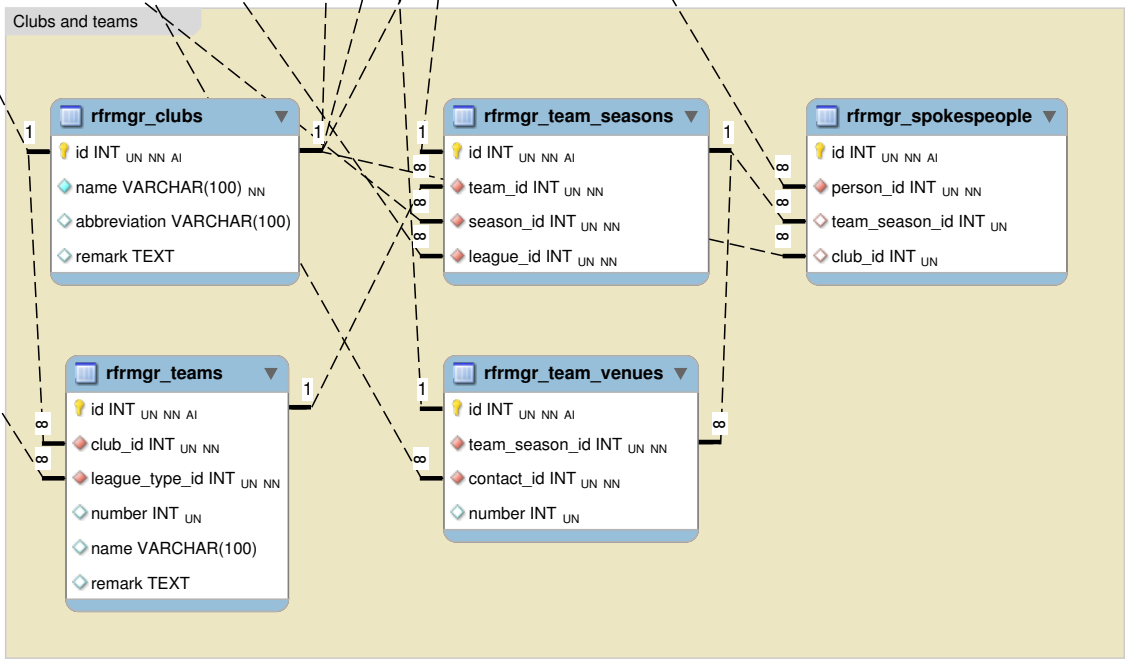 Clubs and teams
rfrmgr_clubs
id INT UN NN AI
name VARCHAR(100) NN
abbreviation VARCHAR(100)
remark TEXT
rfrmgr_team_seasons
id INT UN NN AI
team_id INT UN NN
season_id INT UN NN
league_id INT UN NN
rfrmgr_spokespeople
id INT UN NN AI
person_id INT UN NN
team_season_id INT UN
club_id INT UN
rfrmgr_teams
id INT UN NN AI
club_id INT UN NN
league_type_id INT UN NN
number INT UN
name VARCHAR(100)
remark TEXT
rfrmgr_team_venues
id INT UN NN AI
team_season_id INT UN NN
contact_id INT UN NN
number INT UN
1
1
1
1
1
1
∞
∞
∞
∞
∞
∞
∞
∞
∞
∞